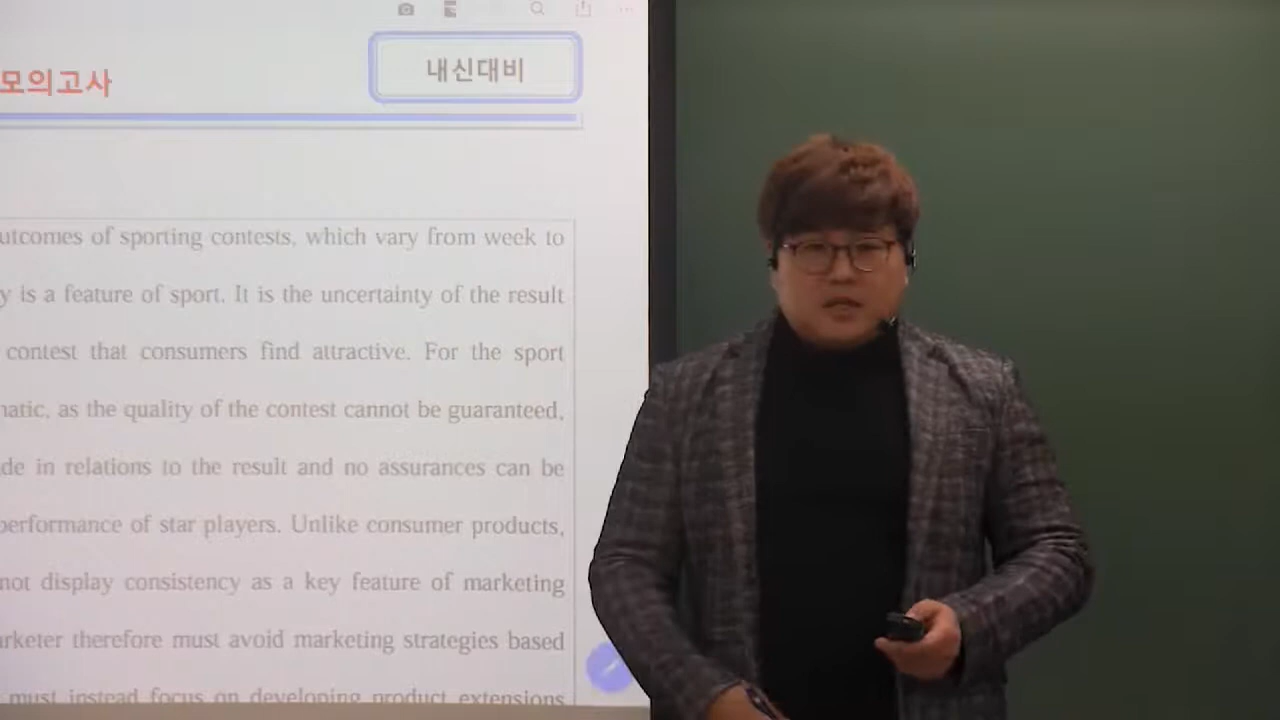 내신대비
모의고사
outcomes of sporting contests, which vary from week to
is a feature of sport. It is the uncertainty of the result
contest that consumers find attractive. For the sport
as the quality of the contest cannot be guaranteed,
in relations to the result and no assurances can be
performance of star players. Unlike consumer products,
not display consistency as a key feature of marketing
therefore must avoid marketing strategies based
must instead focus on developing product extensions